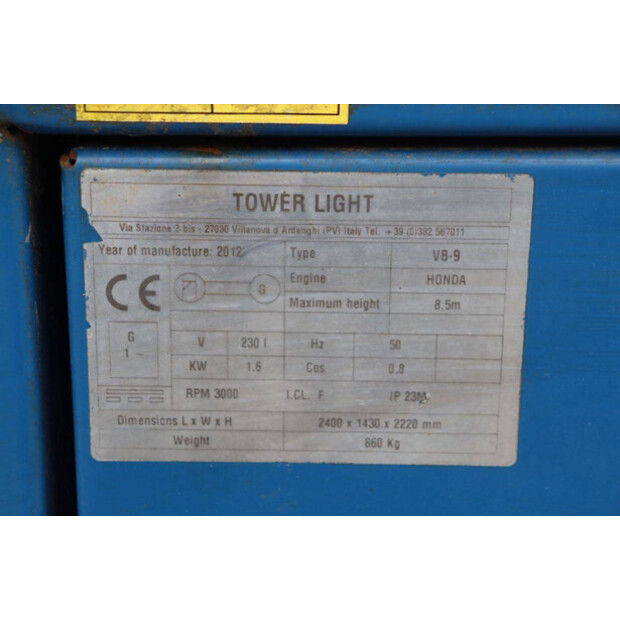 TOWER LIGHT
Via Stazione 3 bis - 27030 Villanova d'Ardenghi (PV) Italy Tel. +39 (0)382 567011
Year of manufacture: 2012 Type VB-9
CE G Engine HONDA
Maximum height 8,5m
G
1 ~
V 230 I Hz 50
KW 1.6 Cos 0.8
RPM 3000 I.CL. F IP 23M
Dimensions L x W x H 2400 x 1430 x 2220 mm
Weight 860 Kg